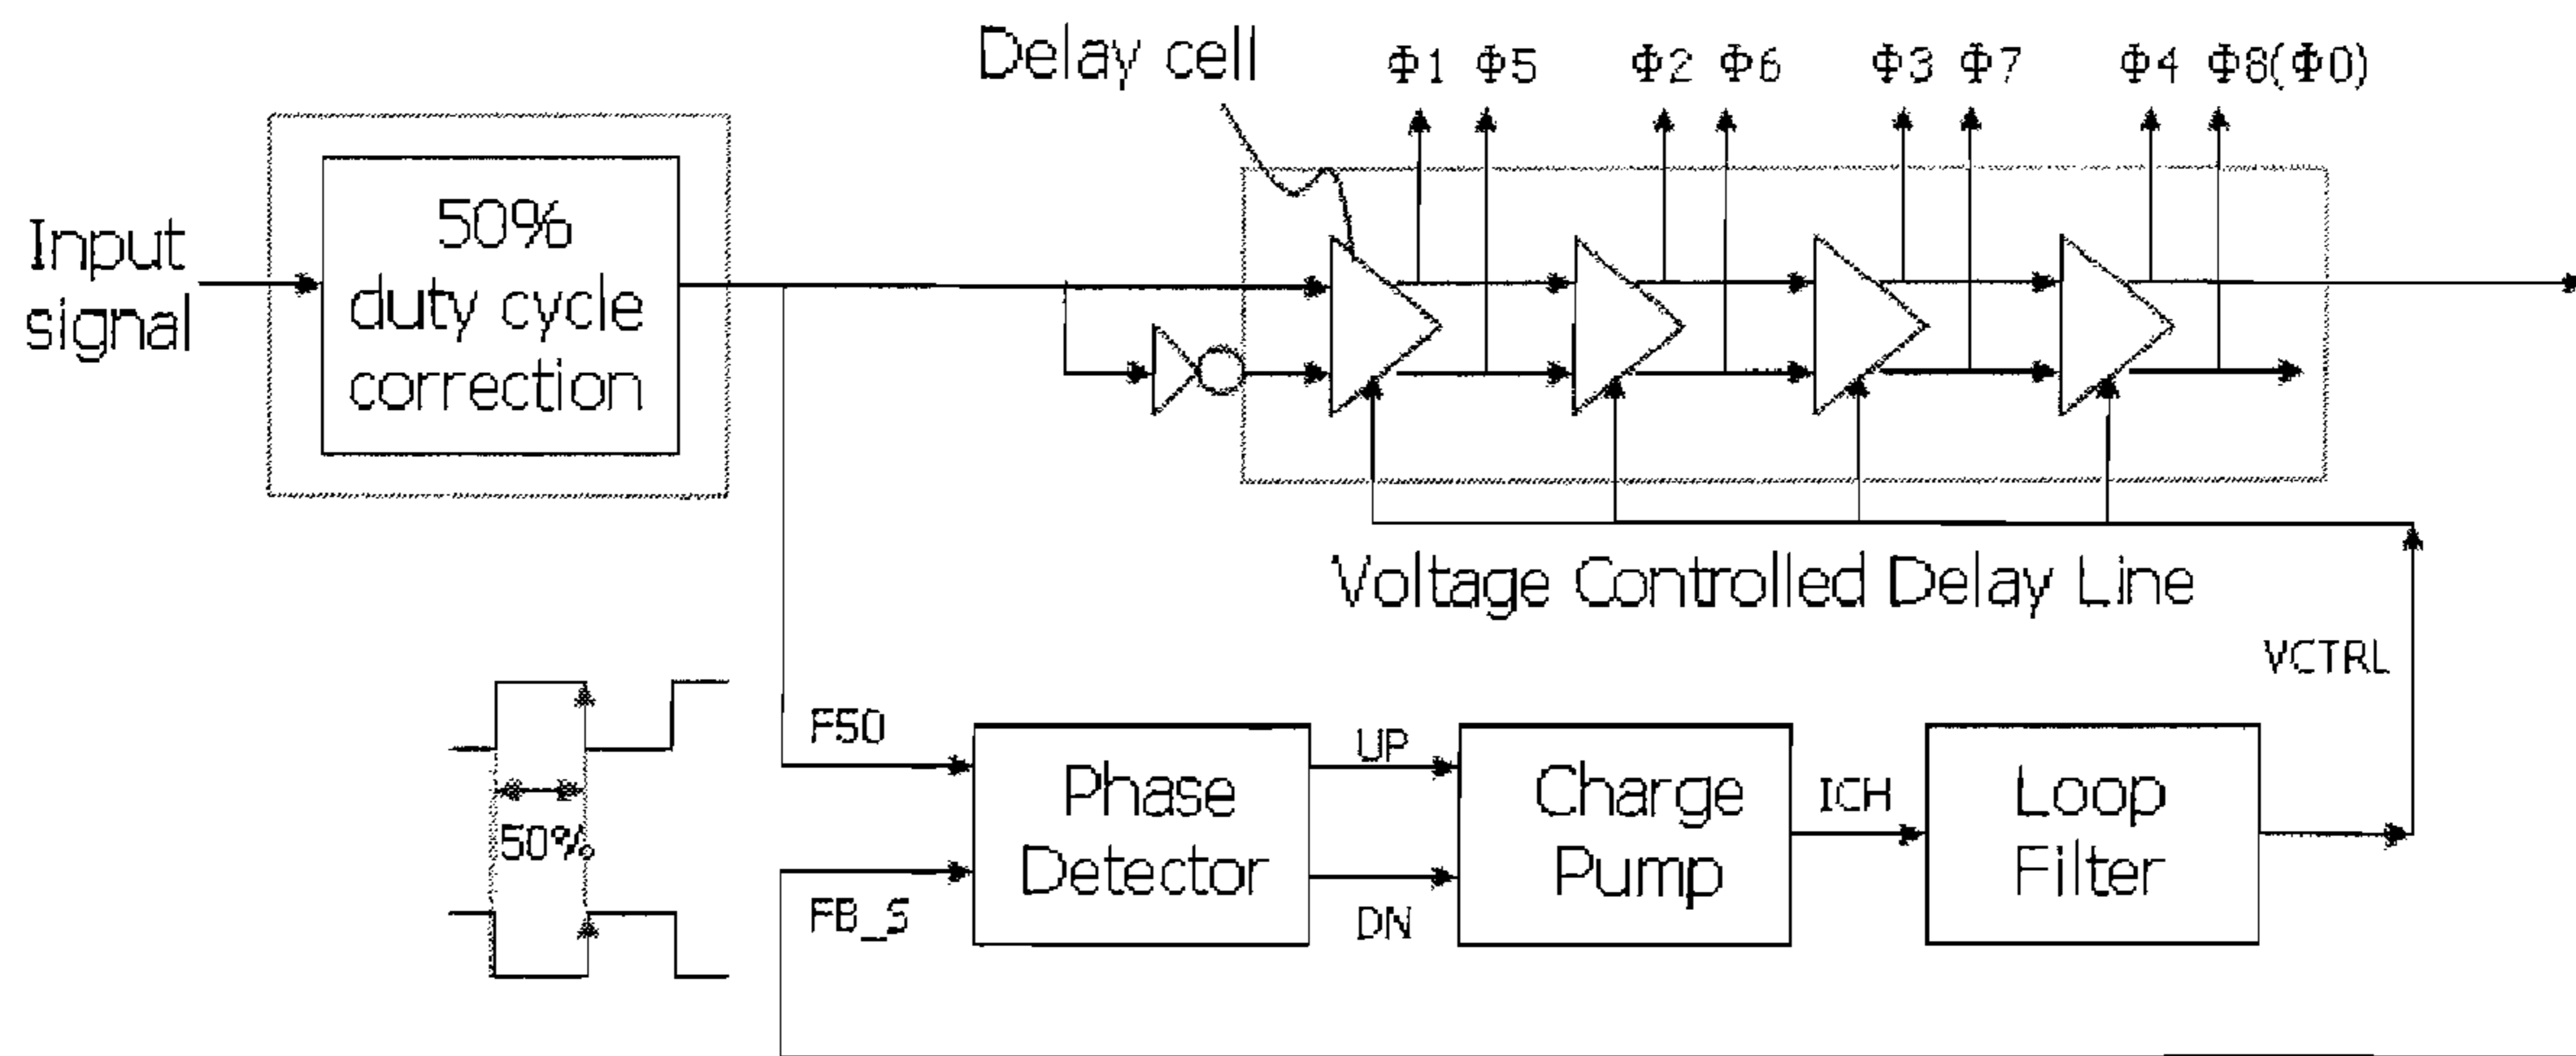 Delay cell
Φ1 Φ5 Φ2 Φ6 Φ3 Φ7 Φ4 Φ8(Φ0)
Input
signal
50%
duty cycle
correction
Voltage Controlled Delay Line
VCTRL
F50
FB_S
50%
Phase
Detector
UP
DN
Charge
Pump
ICH
Loop
Filter